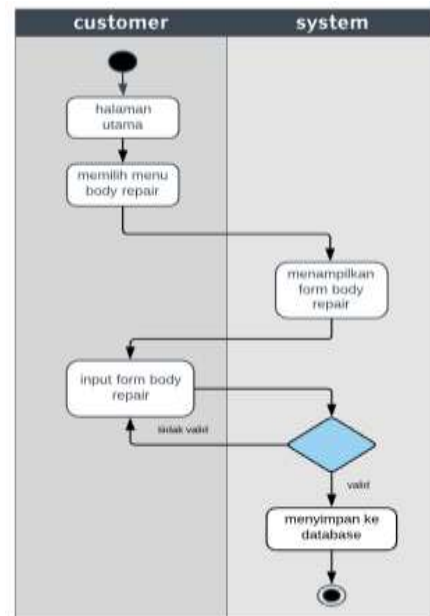 customer
system
halaman
utama
memilih menu
body repair
menampilkan
form body
repair
input form body
repair
tidak valid
valid
menyimpan ke
database